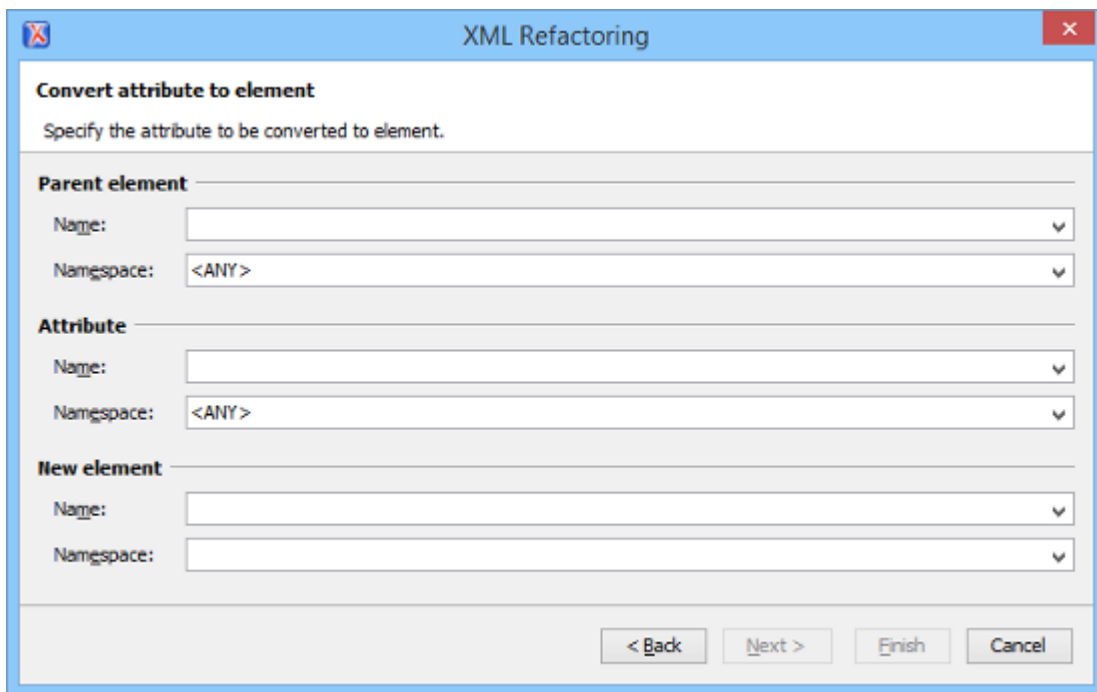 XML Refactoring
Convert attribute to element
Specify the attribute to be converted to element.
Parent element
Name:
Namespace: <ANY>
Attribute
Name:
Namespace: <ANY>
New element
Name:
Namespace:
< Back Next > Finish Cancel